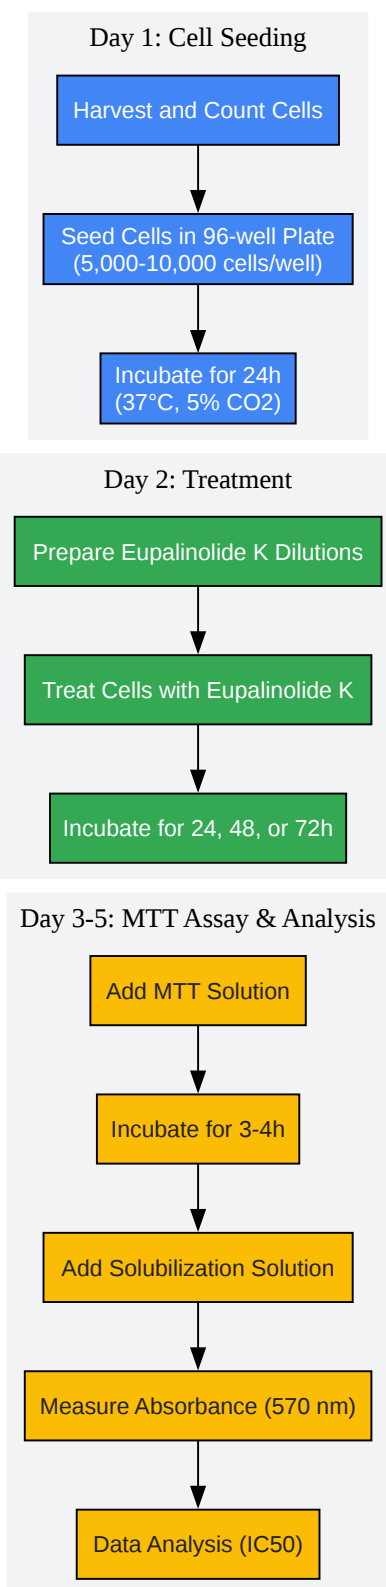 Day 1: Cell Seeding
Harvest and Count Cells
Seed Cells in 96-well Plate
(5,000-10,000 cells/well)
Incubate for 24h
(37°C, 5% CO2)
Day 2: Treatment
Prepare Eupalinolide K Dilutions
Treat Cells with Eupalinolide K
Incubate for 24, 48, or 72h
Day 3-5: MTT Assay & Analysis
Add MTT Solution
Incubate for 3-4h
Add Solubilization Solution
Measure Absorbance (570 nm)
Data Analysis (IC50)